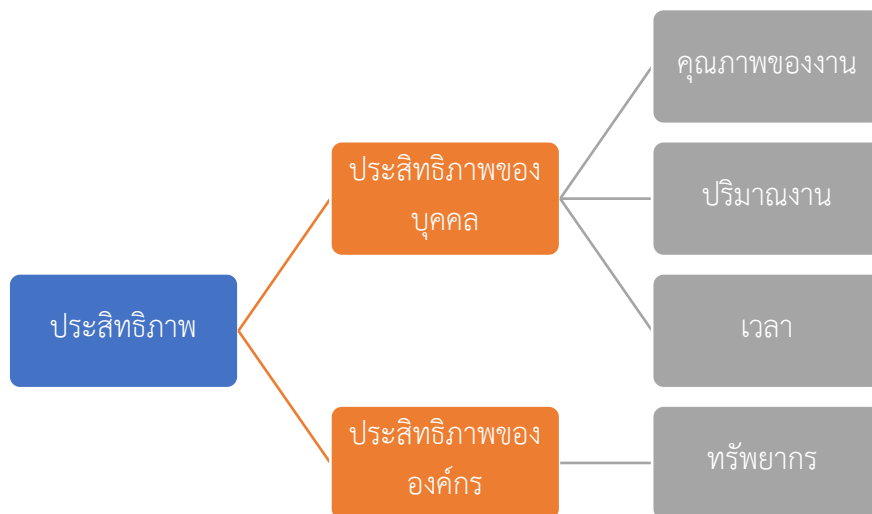 ประสิทธิภาพ
ประสิทธิภาพของ
บุคคล
คุณภาพของงาน
ปริมาณงาน
เวลา
ประสิทธิภาพของ
องค์กร
ทรัพยากร